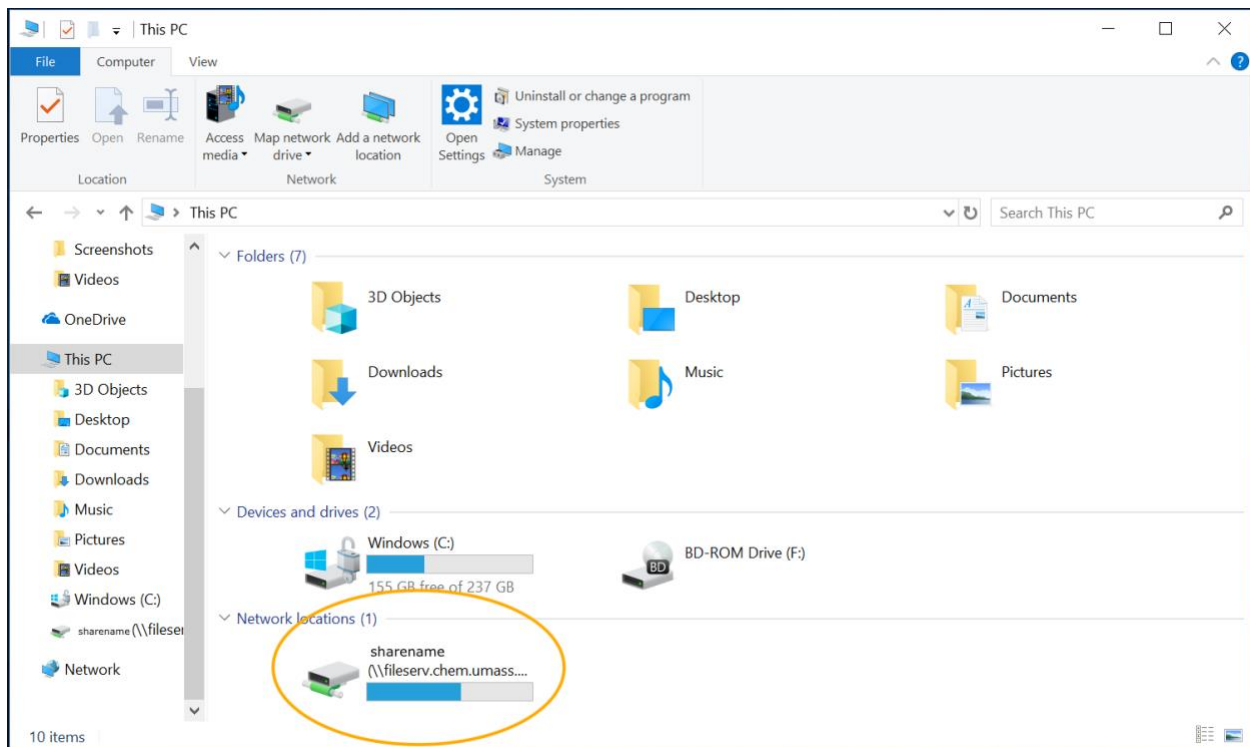 This PC
File Computer View
Properties Open Rename
Access media
Map network drive
Add a network location
Open Settings
Uninstall or change a program
System properties
Manage
Location Network System
This PC
Search This PC
Screenshots
Videos
OneDrive
This PC
3D Objects
Desktop
Documents
Downloads
Music
Pictures
Videos
Windows (C:)
sharename (\\fileser
Network
Folders (7)
3D Objects
Desktop
Documents
Downloads
Music
Pictures
Videos
Devices and drives (2)
Windows (C:)
155 GB free of 237 GB
BD-ROM Drive (F:)
BD
Network locations (1)
sharename
(\\fileserv.chem.umass....
10 items